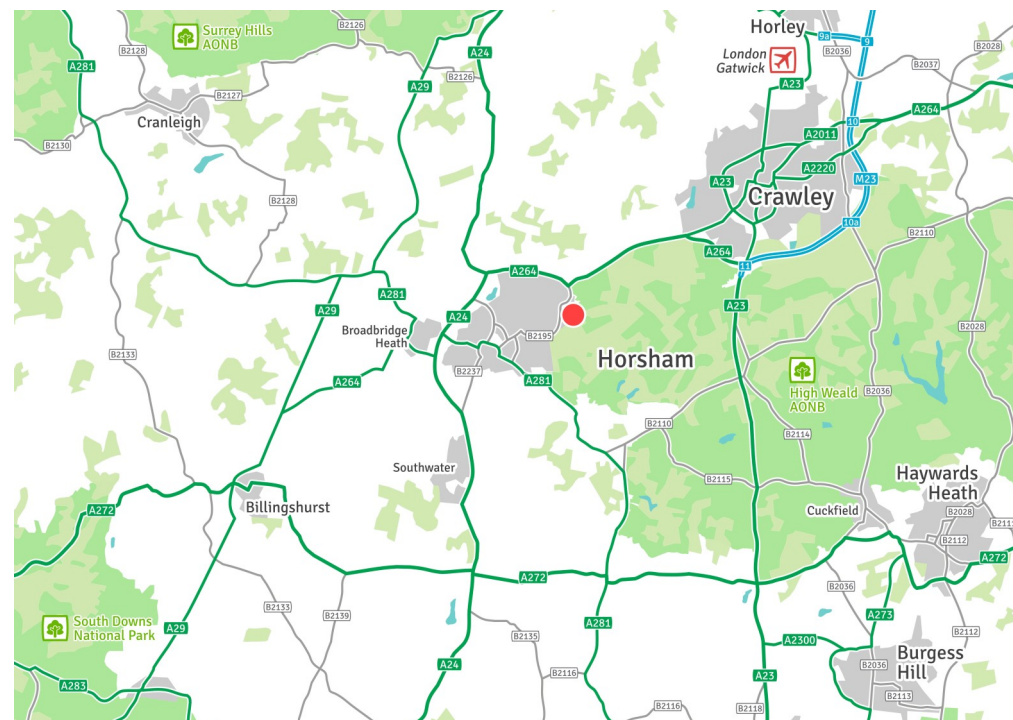 Surrey Hills
AONB
B2126
A24
Horley
9a
9
B2036
B2028
B2128
A281
London
Gatwick
B2126
B2037
A29
A23
B2127
A264
Cranleigh
10
A2011
B2130
A2220
M23
A23
Crawley
B2128
10a
B2110
A264
11
A264
A281
A23
A29
A24
B2028
Broadbridge
Heath
B2195
B2133
Horsham
B2237
A264
A281
High Weald
AONB
B2036
B2110
B2114
Southwater
Haywards
Heath
B2115
Billingshurst
Cuckfield
A272
B2028
B211
B2112
A272
A272
B2036
B2133
B2139
A273
South Downs
National Park
A29
A281
B2112
B2135
A2300
Burgess
Hill
A24
B2036
B2116
A23
A283
B2113
B2116
B2118